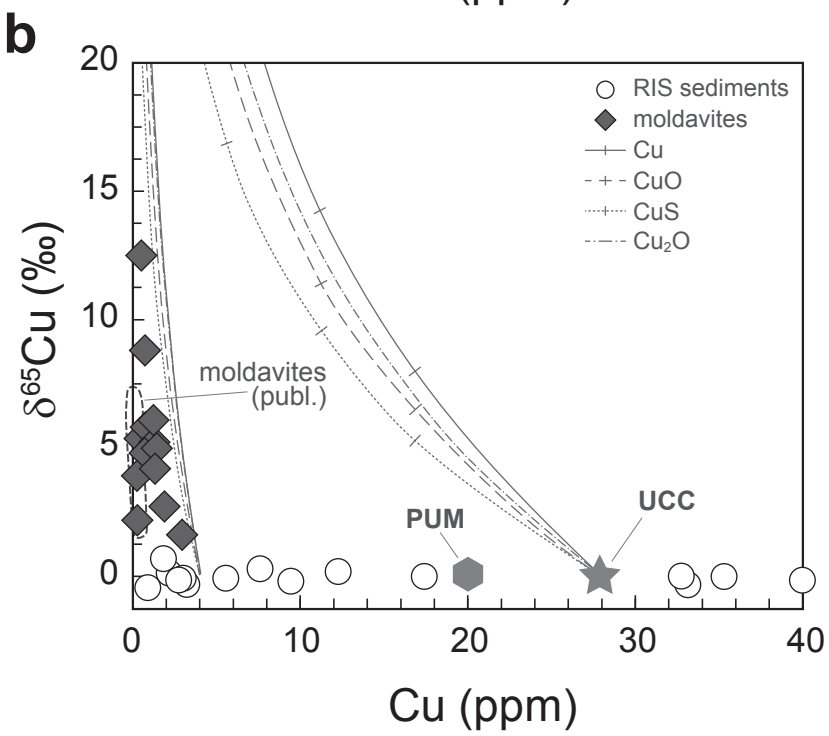 (ppm)
b
20
15
10
5
0
δ⁶⁵Cu (‰)
RIS sediments
moldavites
Cu
CuO
CuS
Cu₂O
moldavites
(publ.)
PUM
UCC
0 10 20 30 40
Cu (ppm)